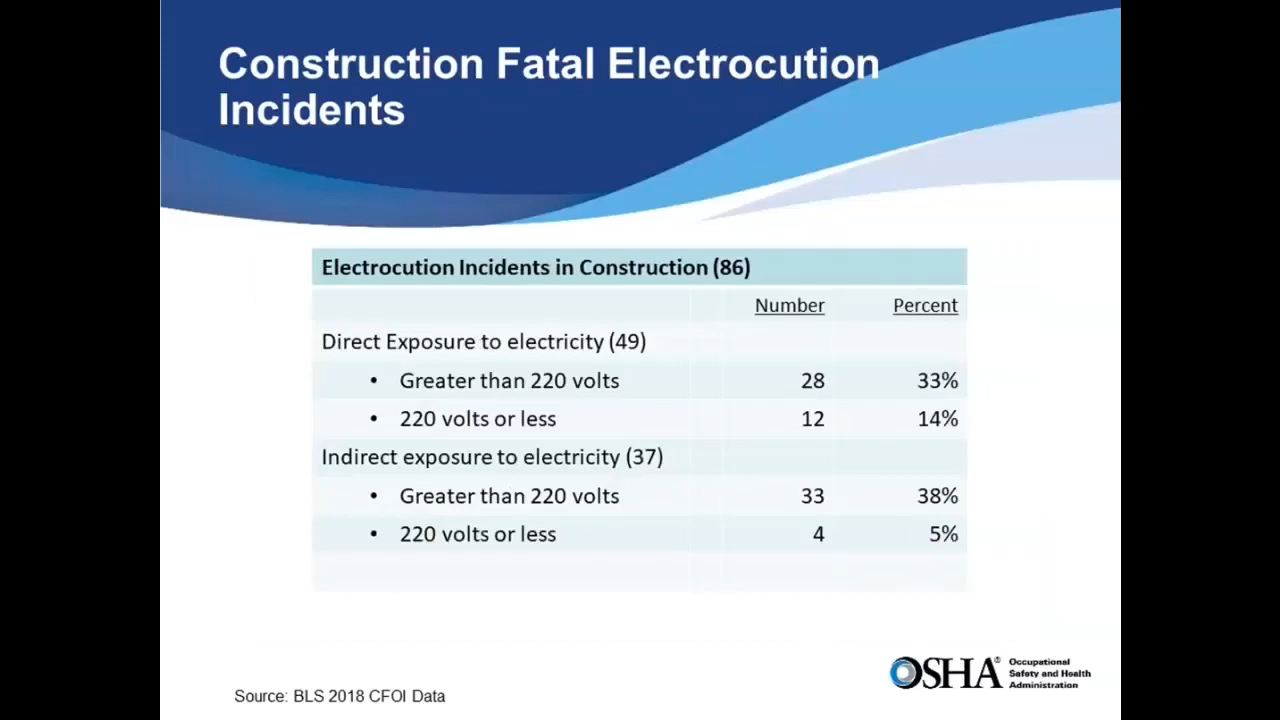 Construction Fatal Electrocution
Incidents
Electrocution Incidents in Construction (86)
Number Percent
Direct Exposure to electricity (49)
• Greater than 220 volts 28 33%
• 220 volts or less 12 14%
Indirect exposure to electricity (37)
• Greater than 220 volts 33 38%
• 220 volts or less 4 5%
Source: BLS 2018 CFOI Data
OSHA®
Occupational
Safety and Health
Administration